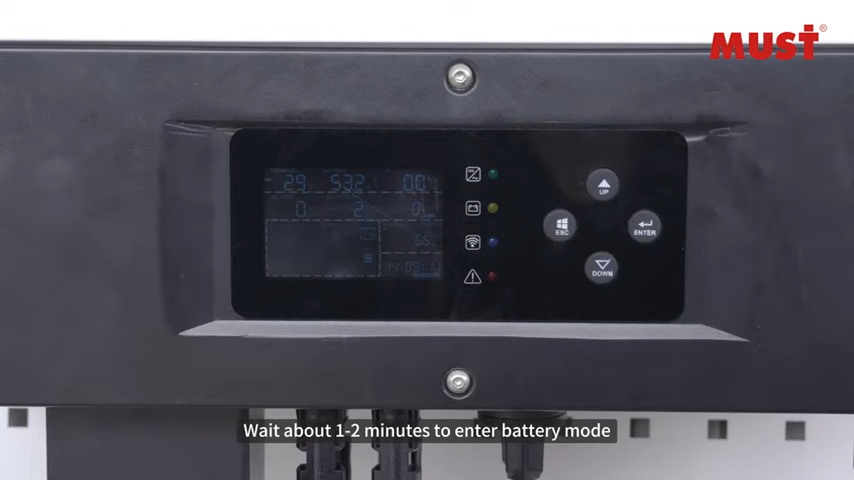 MUST®
29 53.2 0.0
0 2 0
UP
ESC
ENTER
66
DOWN
Wait about 1-2 minutes to enter battery mode